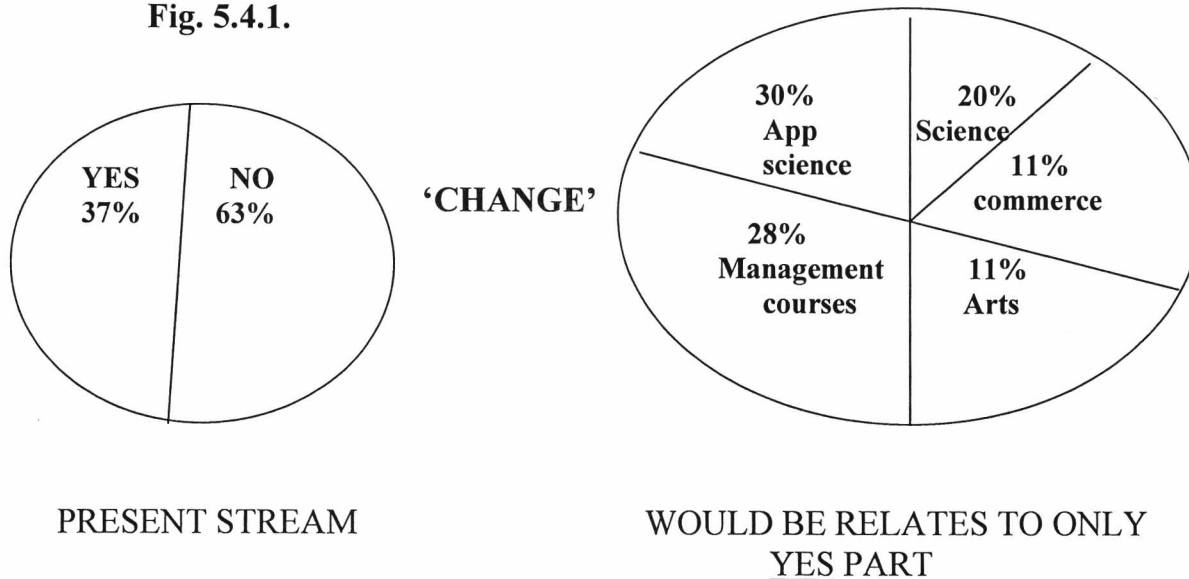 Fig. 5.4.1.
YES
37%
NO
63%
'CHANGE'
30%
App
science
20%
Science
11%
commerce
28%
Management
courses
11%
Arts
PRESENT STREAM
WOULD BE RELATES TO ONLY
YES PART